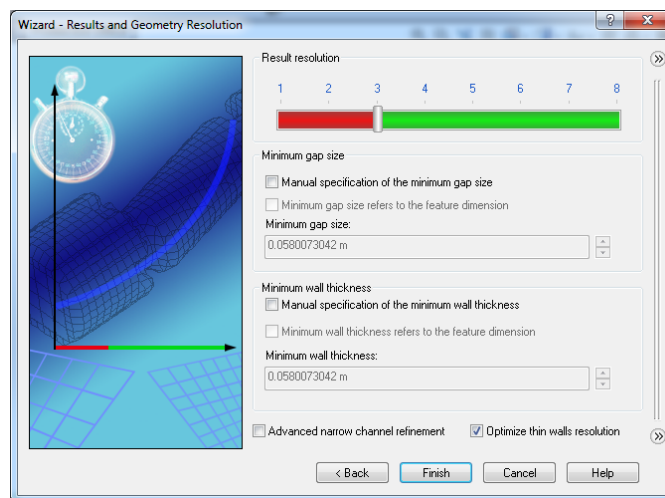 Wizard - Results and Geometry Resolution
Result resolution
1 2 3 4 5 6 7 8
Minimum gap size
Manual specification of the minimum gap size
Minimum gap size refers to the feature dimension
Minimum gap size:
0.0580073042 m
Minimum wall thickness
Manual specification of the minimum wall thickness
Minimum wall thickness refers to the feature dimension
Minimum wall thickness:
0.0580073042 m
Advanced narrow channel refinement Optimize thin walls resolution
< Back Finish Cancel Help